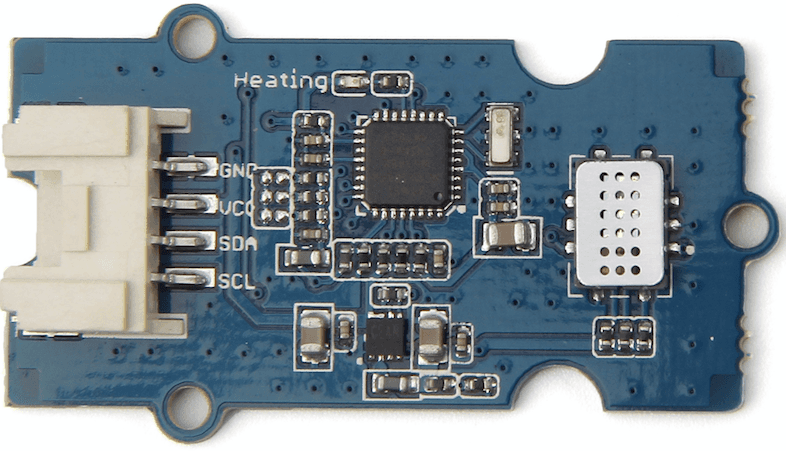 Heating
GND
VCC
SDA
SCL